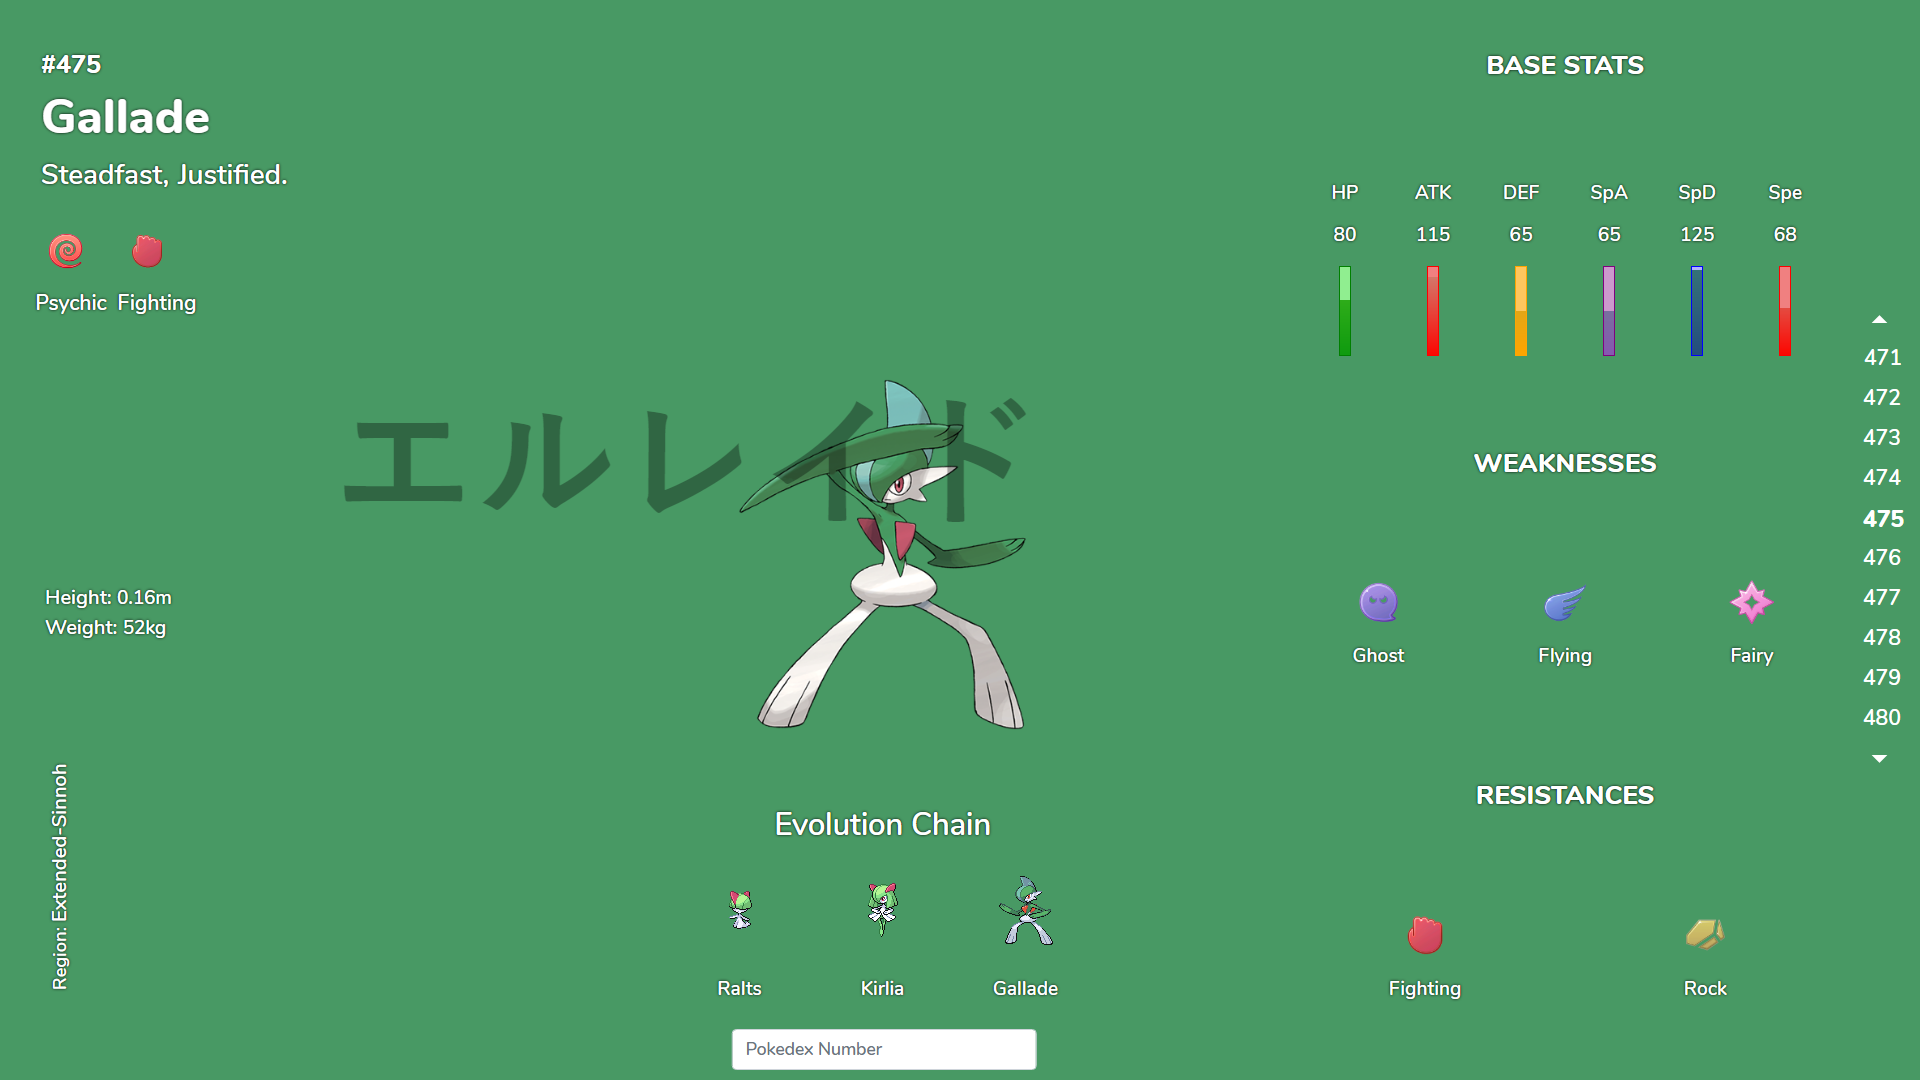 #475
Gallade
Steadfast, Justified.
Psychic Fighting
エルレイド
Height: 0.16m
Weight: 52kg
Region: Extended-Sinnoh
Evolution Chain
Ralts Kirlia Gallade
Pokedex Number
BASE STATS
HP ATK DEF SpA SpD Spe
80 115 65 65 125 68
WEAKNESSES
Ghost Flying Fairy
RESISTANCES
Fighting Rock
471
472
473
474
475
476
477
478
479
480